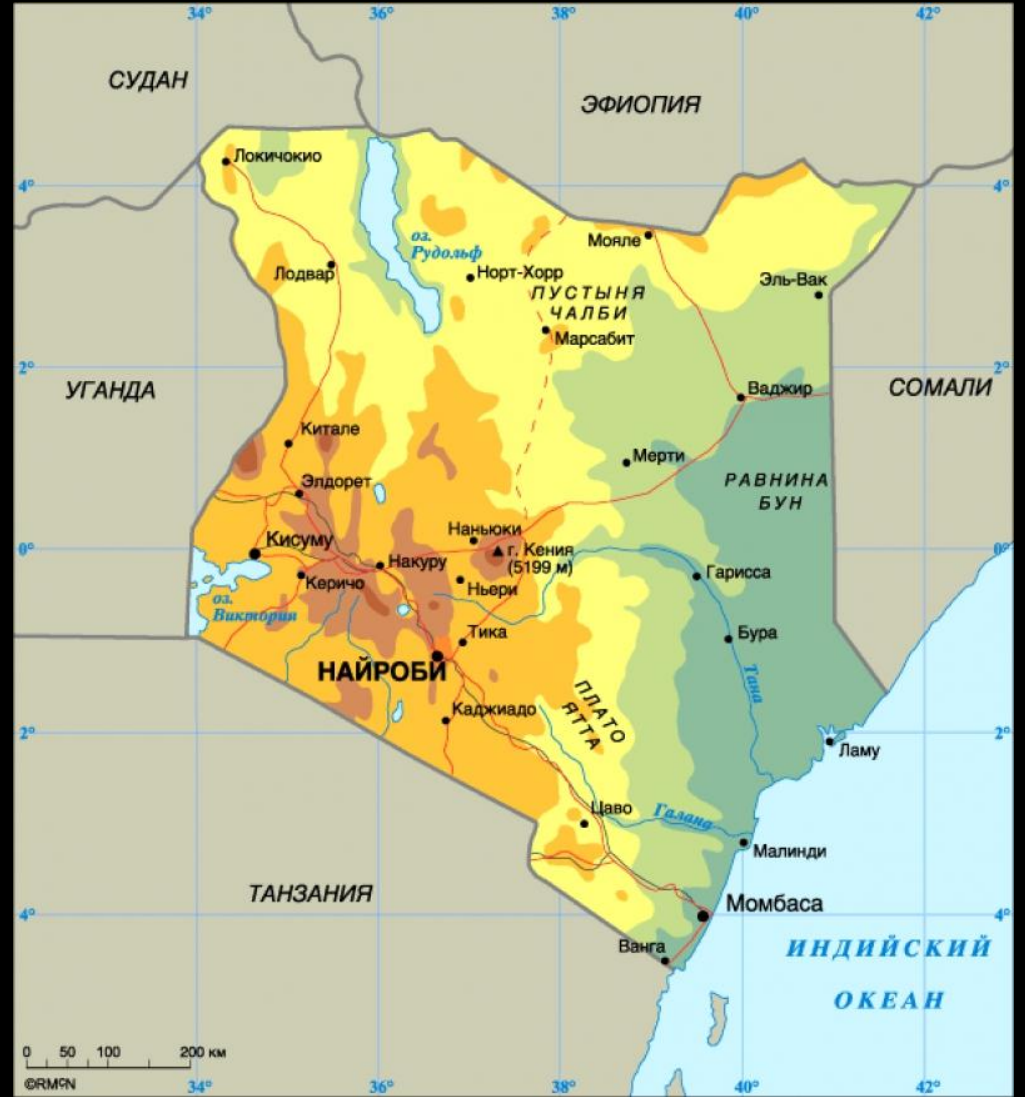 34°
36°
38°
40°
42°
СУДАН
ЭФИОПИЯ
Локичокио
4°
4°
оз.
Рудольф
Мояле
Лодвар
Норт-Хорр
Эль-Вак
ПУСТЫНЯ
ЧАЛБИ
Марсабит
2°
2°
УГАНДА
СОМАЛИ
Ваджир
Китале
Мерти
Элдорет
РАВНИНА
БУН
Наньюки
Кисуму
0°
0°
г. Кения
(5199 м)
Накуру
Керичо
Ньери
Гарисса
оз.
Виктория
Тика
Бура
НАЙРОБИ
Тана
Каджиадо
ПЛАТО
ЯТТА
2°
2°
Ламу
Цаво
Галана
Малинди
ТАНЗАНИЯ
Момбаса
4°
4°
Ванга
ИНДИЙСКИЙ
ОКЕАН
0 50 100 200 км
©RMcN
34°
36°
38°
40°
42°